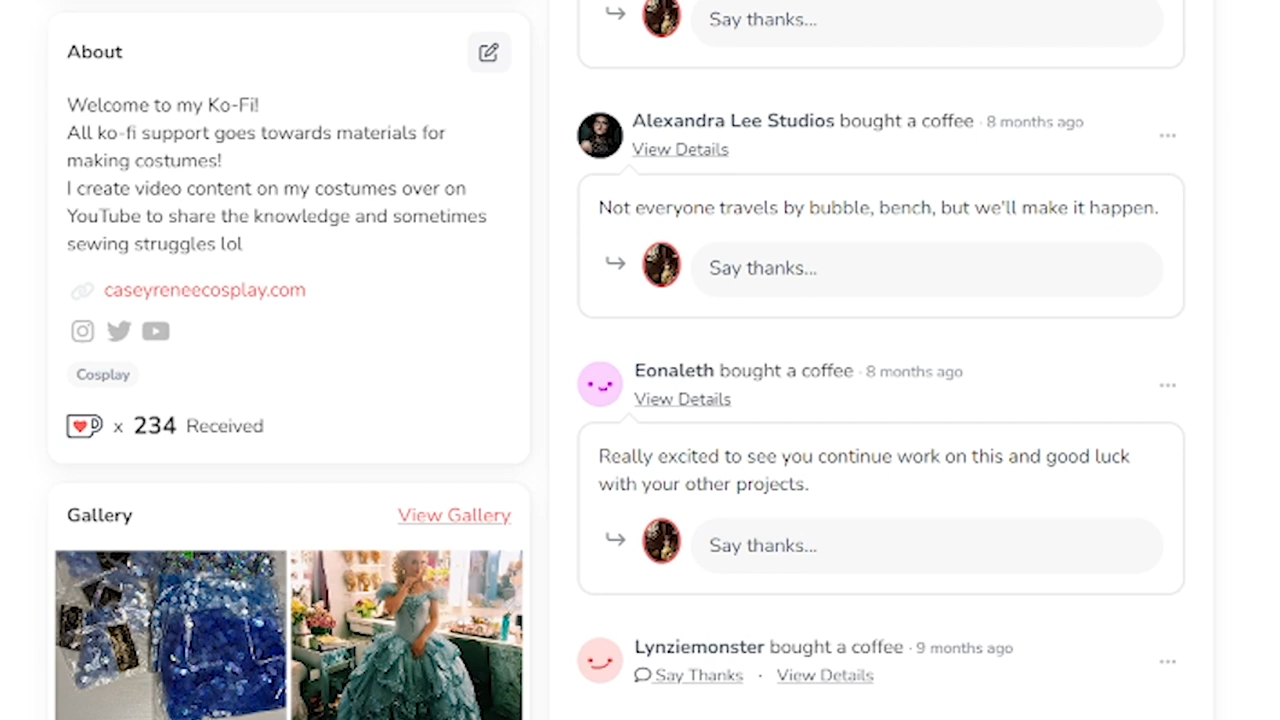 About
Welcome to my Ko-Fi!
All ko-fi support goes towards materials for
making costumes!
I create video content on my costumes over on
YouTube to share the knowledge and sometimes
sewing struggles lol
caseyreneecosplay.com
Cosplay
x 234 Received
Gallery View Gallery
Say thanks...
Alexandra Lee Studios bought a coffee · 8 months ago
View Details
Not everyone travels by bubble, bench, but we'll make it happen.
Say thanks...
Eonaleth bought a coffee · 8 months ago
View Details
Really excited to see you continue work on this and good luck
with your other projects.
Say thanks...
Lynziemonster bought a coffee · 9 months ago
Say Thanks · View Details